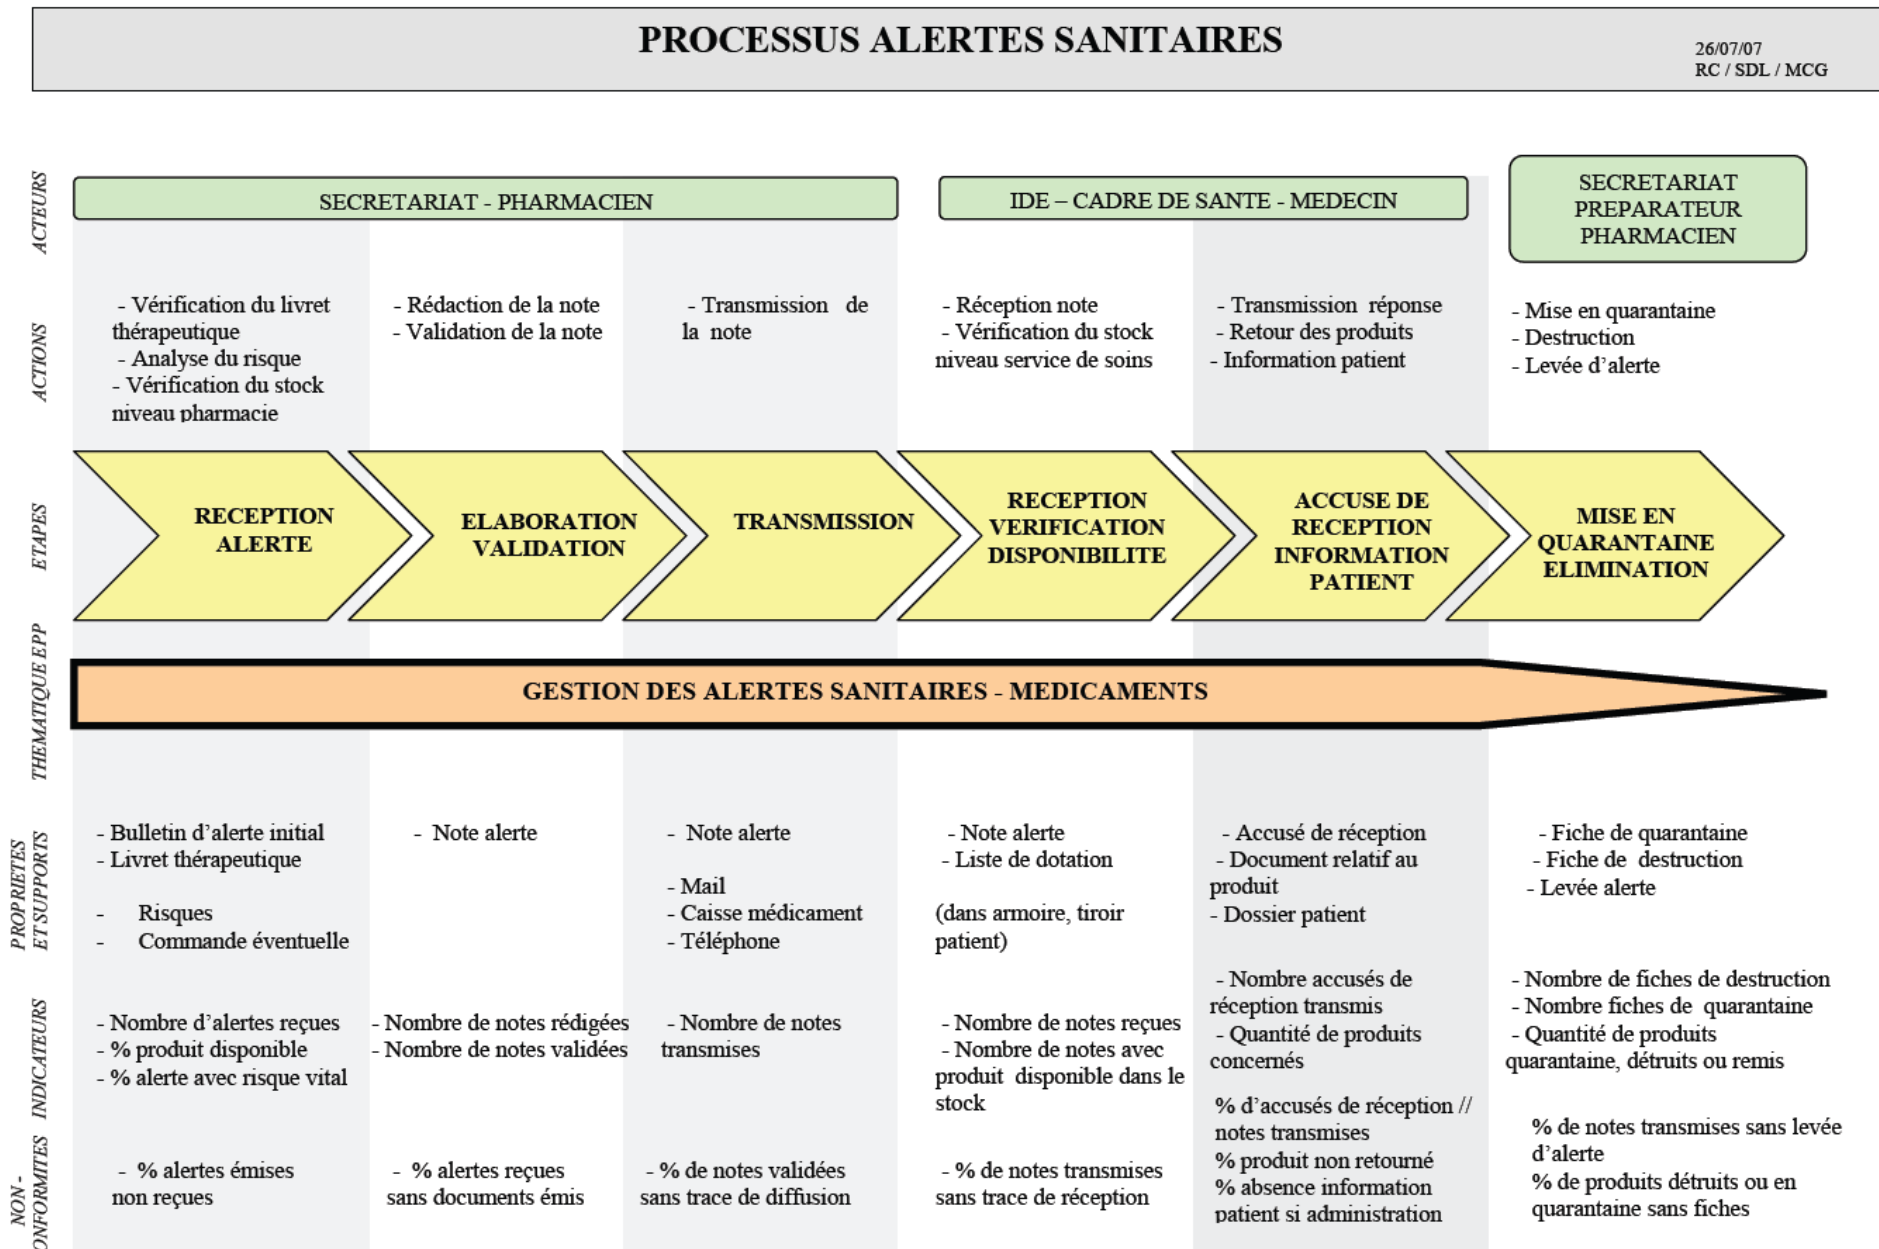 PROCESSUS ALERTES SANITAIRES
26/07/07
RC / SDL / MCG
ACTEURS
SECRETARIAT - PHARMACIEN
IDE – CADRE DE SANTE - MEDECIN
SECRETARIAT
PREPARATEUR
PHARMACIEN
ACTIONS
- Vérification du livret
thérapeutique
- Analyse du risque
- Vérification du stock
niveau pharmacie
- Rédaction de la note
- Validation de la note
- Transmission de
la note
- Réception note
- Vérification du stock
niveau service de soins
- Transmission réponse
- Retour des produits
- Information patient
- Mise en quarantaine
- Destruction
- Levée d’alerte
ETAPES
RECEPTION
ALERTE
ELABORATION
VALIDATION
TRANSMISSION
RECEPTION
VERIFICATION
DISPONIBILITE
ACCUSE DE
RECEPTION
INFORMATION
PATIENT
MISE EN
QUARANTAINE
ELIMINATION
THEMATIQUE EPP
GESTION DES ALERTES SANITAIRES - MEDICAMENTS
PROPRIETES
ET SUPPORTS
- Bulletin d’alerte initial
- Livret thérapeutique
- Risques
- Commande éventuelle
- Note alerte
- Note alerte
- Mail
- Caisse médicament
- Téléphone
- Note alerte
- Liste de dotation
(dans armoire, tiroir
patient)
- Accusé de réception
- Document relatif au
produit
- Dossier patient
- Fiche de quarantaine
- Fiche de destruction
- Levée alerte
INDICATEURS
- Nombre d’alertes reçues
- % produit disponible
- % alerte avec risque vital
- Nombre de notes rédigées
- Nombre de notes validées
- Nombre de notes
transmises
- Nombre de notes reçues
- Nombre de notes avec
produit disponible dans le
stock
- Nombre accusés de
réception transmis
- Quantité de produits
concernés
- Nombre de fiches de destruction
- Nombre fiches de quarantaine
- Quantité de produits
quarantaine, détruits ou remis
NON -
ONFORMITES
- % alertes émises
non reçues
- % alertes reçues
sans documents émis
- % de notes validées
sans trace de diffusion
- % de notes transmises
sans trace de réception
% d’accusés de réception //
notes transmises
% produit non retourné
% absence information
patient si administration
% de notes transmises sans levée
d’alerte
% de produits détruits ou en
quarantaine sans fiches